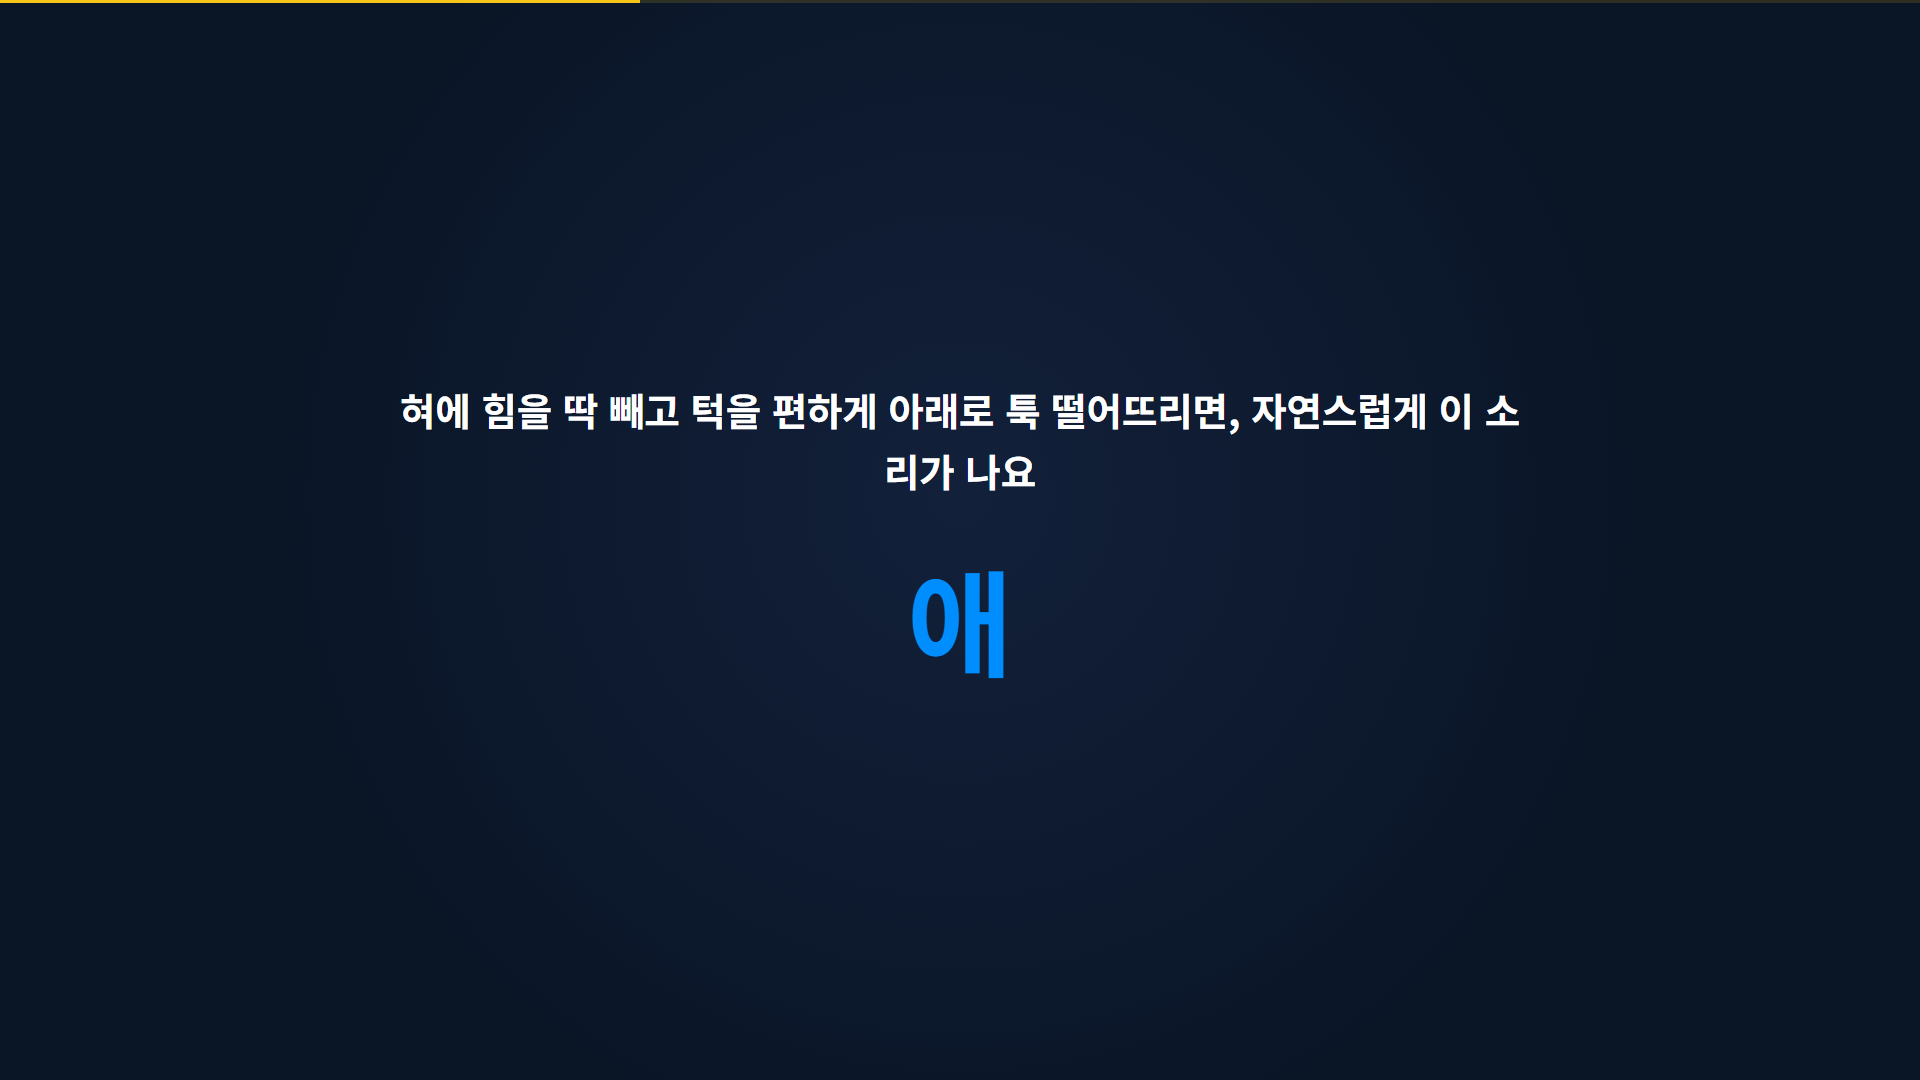 혀에 힘을 딱 빼고 턱을 편하게 아래로 툭 떨어뜨리면, 자연스럽게 이 소
리가 나요
애